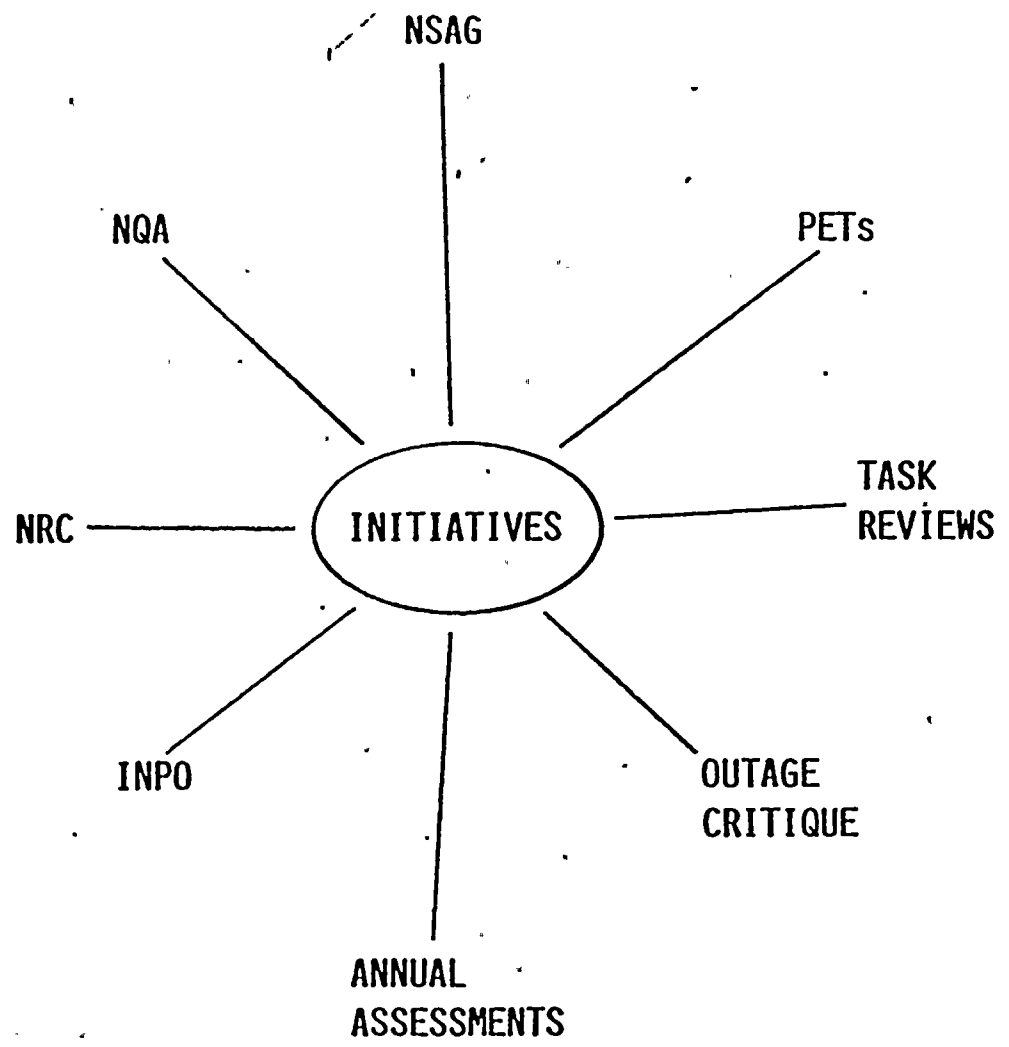 NSAG
NQA
PETs
TASK
REVIEWS
NRC
INITIATIVES
INPO
OUTAGE
CRITIQUE
ANNUAL
ASSESSMENTS